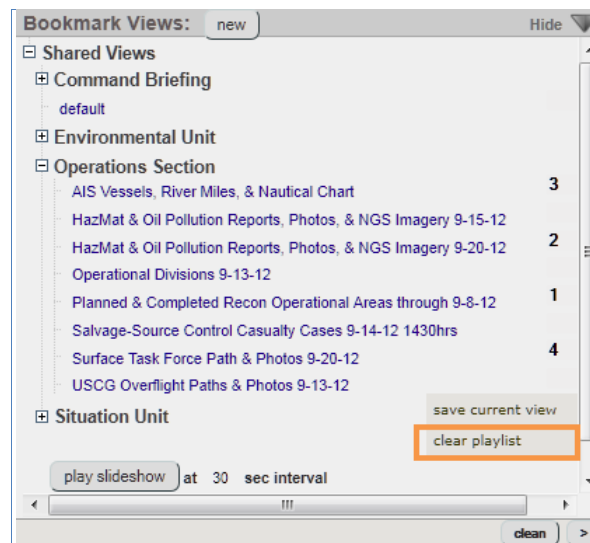 Bookmark Views: new Hide
Shared Views
Command Briefing
default
Environmental Unit
Operations Section
AIS Vessels, River Miles, & Nautical Chart 3
HazMat & Oil Pollution Reports, Photos, & NGS Imagery 9-15-12
HazMat & Oil Pollution Reports, Photos, & NGS Imagery 9-20-12 2
Operational Divisions 9-13-12
Planned & Completed Recon Operational Areas through 9-8-12 1
Salvage-Source Control Casualty Cases 9-14-12 1430hrs
Surface Task Force Path & Photos 9-20-12 4
USCG Overflight Paths & Photos 9-13-12
save current view
Situation Unit
clear playlist
play slideshow at 30 sec interval
clean >